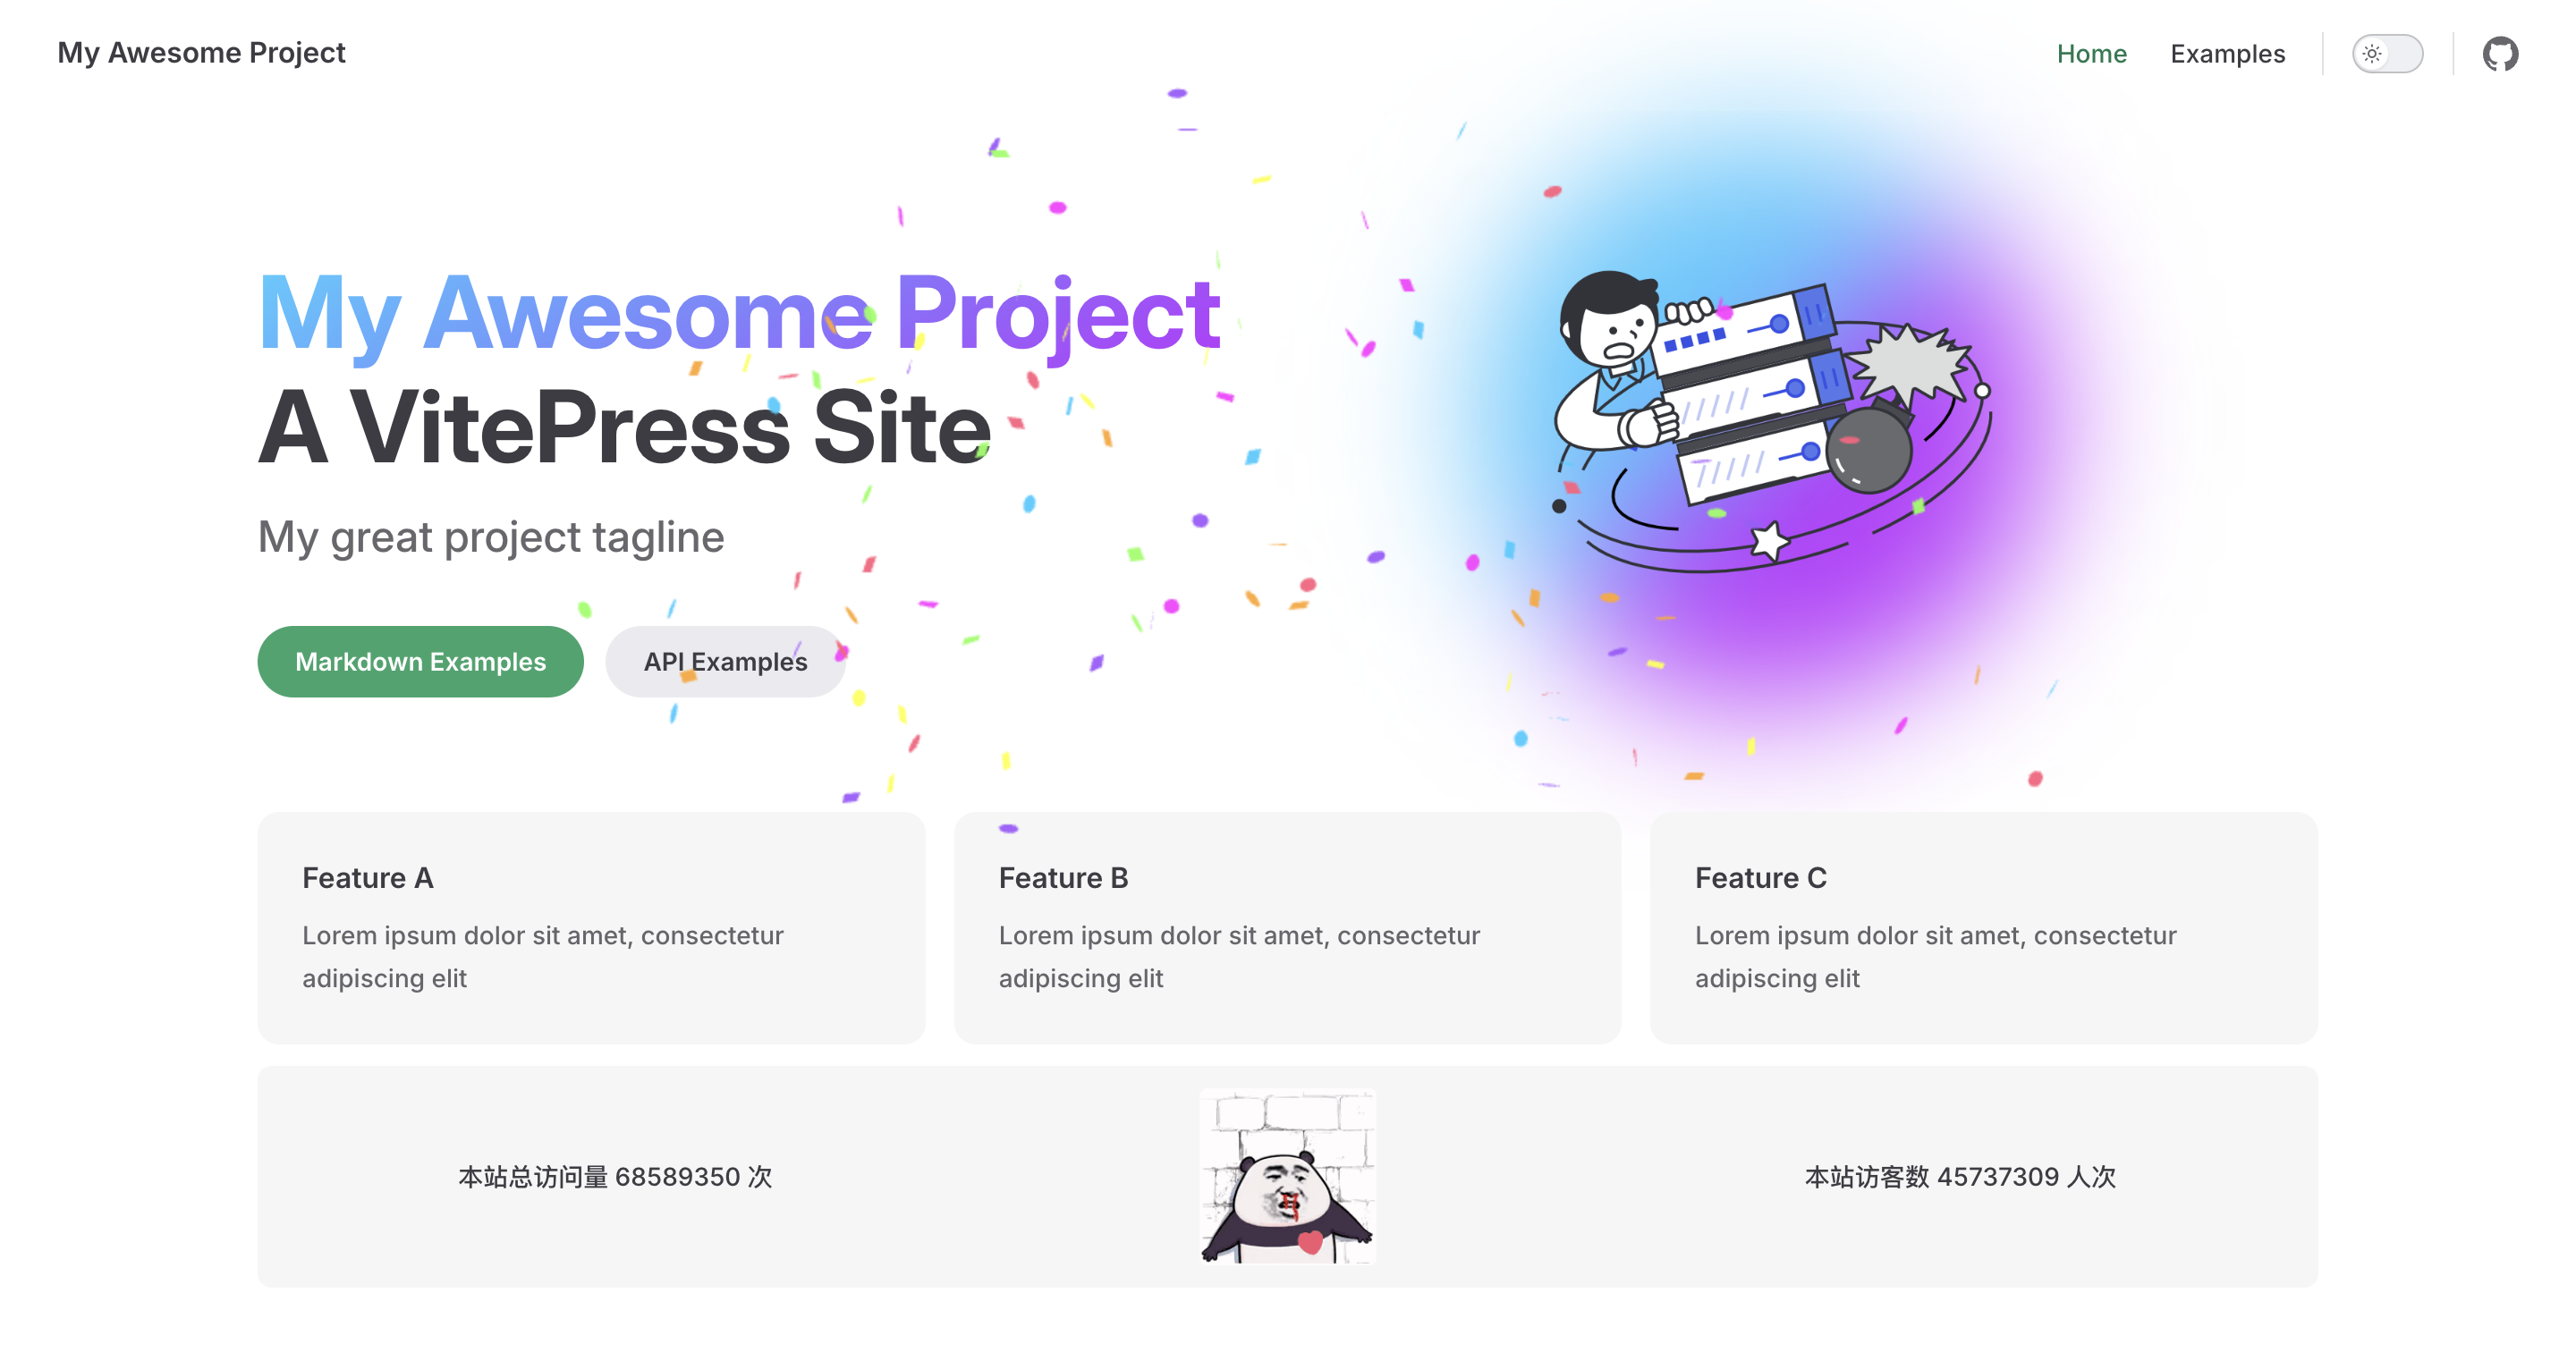 My Awesome Project
Home
Examples
My Awesome Project
A VitePress Site
My great project tagline
Markdown Examples
API Examples
Feature A
Lorem ipsum dolor sit amet, consectetur
adipiscing elit
Feature B
Lorem ipsum dolor sit amet, consectetur
adipiscing elit
Feature C
Lorem ipsum dolor sit amet, consectetur
adipiscing elit
本站总访问量 68589350 次
本站访客数 45737309 人次